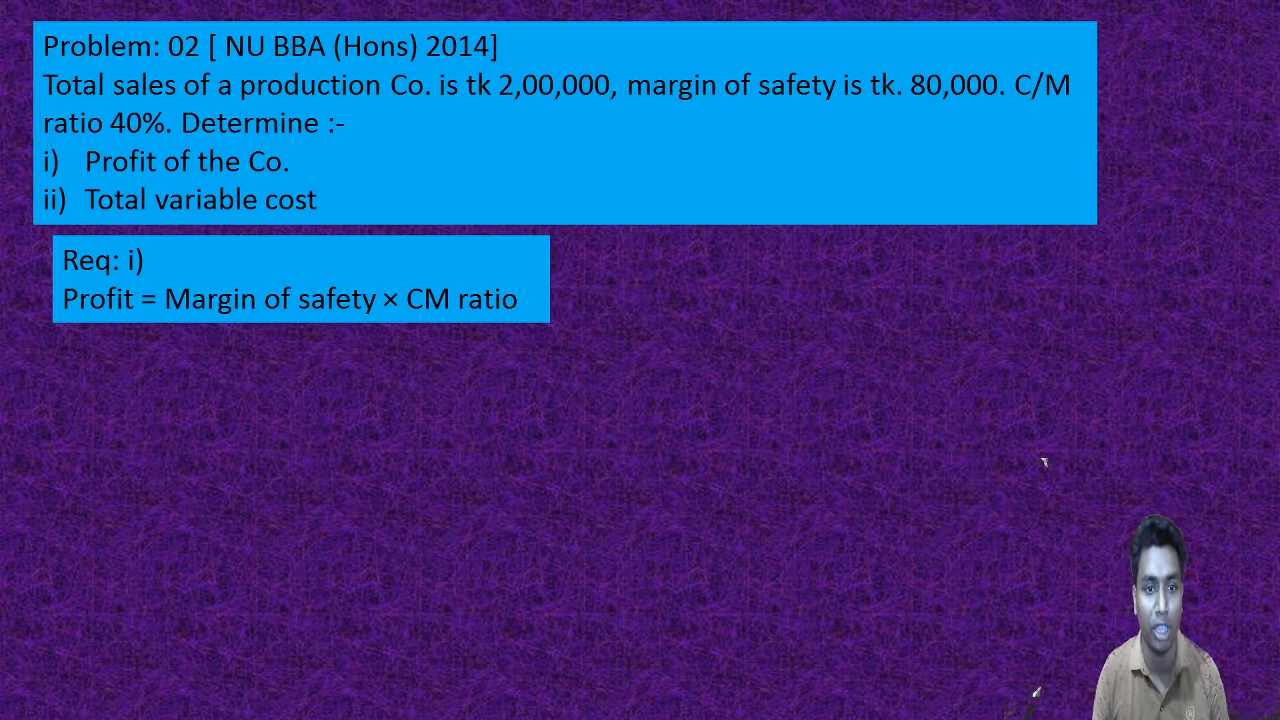 Problem: 02 [ NU BBA (Hons) 2014]
Total sales of a production Co. is tk 2,00,000, margin of safety is tk. 80,000. C/M
ratio 40%. Determine :-
i) Profit of the Co.
ii) Total variable cost
Req: i)
Profit = Margin of safety × CM ratio